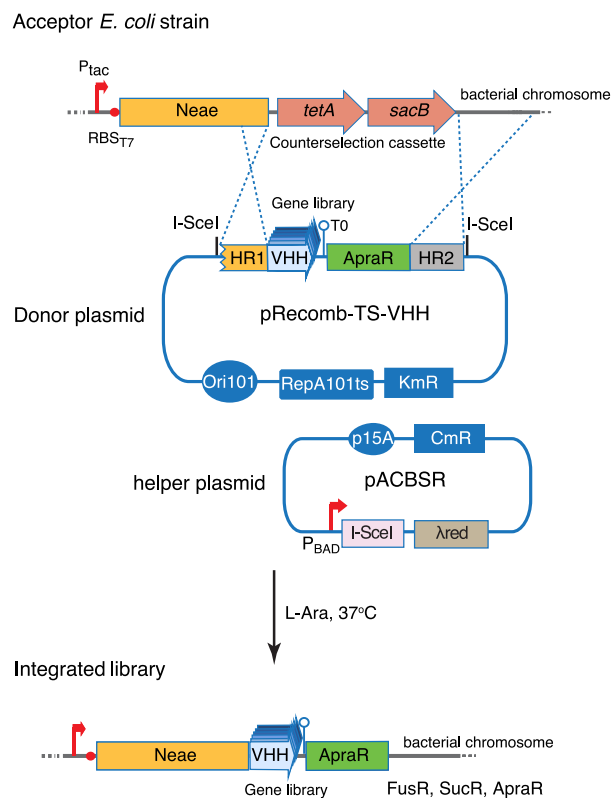 Acceptor E. coli strain
Ptac
bacterial chromosome
Neae
tetA
sacB
RBST7
Counterselection cassette
Gene library
I-SceI
T0
I-SceI
HR1
VHH
ApraR
HR2
Donor plasmid
pRecomb-TS-VHH
Ori101
RepA101ts
KmR
p15A
CmR
helper plasmid
pACBSR
PBAD
I-SceI
λred
L-Ara, 37°C
Integrated library
Neae
VHH
ApraR
bacterial chromosome
Gene library
FusR, SucR, ApraR